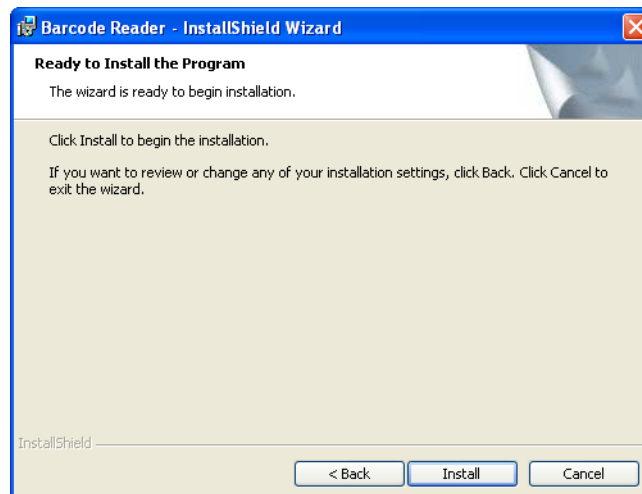 Barcode Reader - InstallShield Wizard
Ready to Install the Program
The wizard is ready to begin installation.
Click Install to begin the installation.
If you want to review or change any of your installation settings, click Back. Click Cancel to
exit the wizard.
InstallShield
< Back Install Cancel